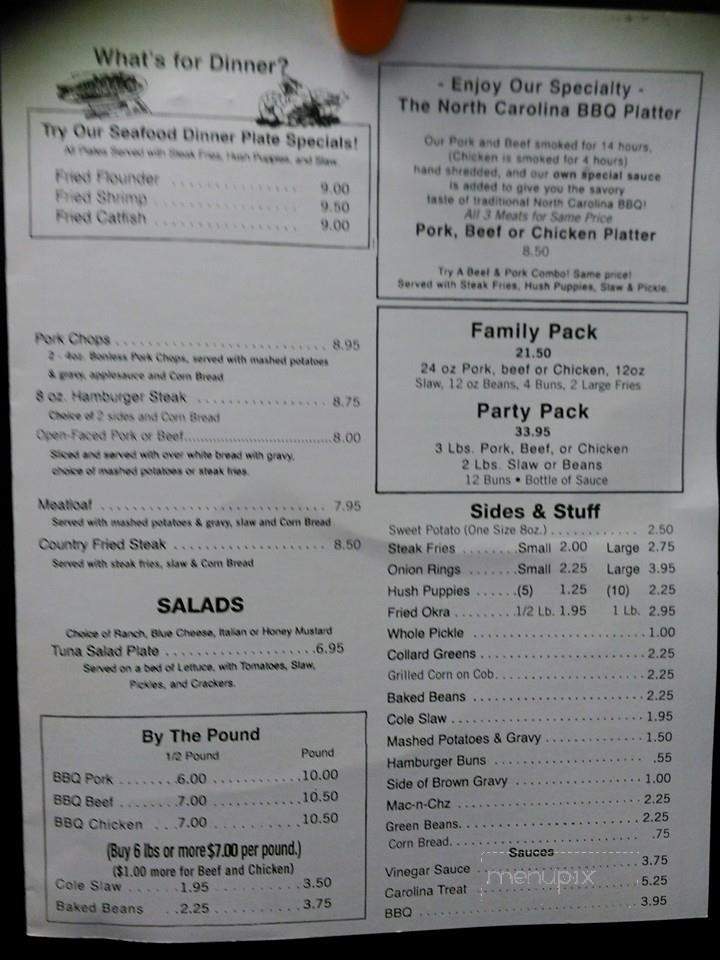 What's for Dinner?
Try Our Seafood Dinner Plate Specials!
All Plates Served with Steak Fries, Hush Puppies, and Slaw
Fried Flounder . . . . . . . . . . . . . 9.00
Fried Shrimp . . . . . . . . . . . . . . 9.50
Fried Catfish . . . . . . . . . . . . . . 9.00
Pork Chops . . . . . . . . . . . . . . . . . . . . . . . . . . . 8.95
2 - 4oz. Bonless Pork Chops, served with mashed potatoes
& gravy, applesauce and Corn Bread
8 oz. Hamburger Steak . . . . . . . . . . . . . . . . 8.75
Choice of 2 sides and Corn Bread
Open-Faced Pork or Beef.....................................8.00
Sliced and served with over white bread with gravy,
choice of mashed potatoes or steak fries.
Meatloaf . . . . . . . . . . . . . . . . . . . . . . . . . . . . 7.95
Served with mashed potatoes & gravy, slaw and Corn Bread
Country Fried Steak . . . . . . . . . . . . . . . . . . . 8.50
Served with steak fries, slaw & Corn Bread
SALADS
Choice of Ranch, Blue Cheese, Italian or Honey Mustard
Tuna Salad Plate . . . . . . . . . . . . . . . . . . .6.95
Served on a bed of Lettuce, with Tomatoes, Slaw,
Pickles, and Crackers.
By The Pound
1/2 Pound Pound
BBQ Pork . . . . . . . .6.00 . . . . . . . . . . .10.00
BBQ Beef . . . . . . . .7.00 . . . . . . . . . . .10.50
BBQ Chicken . . .7.00 . . . . . . . . . . . 10.50
(Buy 6 lbs or more $7.00 per pound.)
($1.00 more for Beef and Chicken)
Cole Slaw . . . . . . .1.95 . . . . . . . . . . . . 3.50
Baked Beans . .2.25 . . . . . . . . . . . 3.75
- Enjoy Our Specialty -
The North Carolina BBQ Platter
Our Pork and Beef smoked for 14 hours,
(Chicken is smoked for 4 hours)
hand shredded, and our own special sauce
is added to give you the savory
taste of traditional North Carolina BBQ!
All 3 Meats for Same Price
Pork, Beef or Chicken Platter
8.50
Try A Beef & Pork Combo! Same price!
Served with Steak Fries, Hush Puppies, Slaw & Pickle.
Family Pack
21.50
24 oz Pork, beef or Chicken, 12oz
Slaw, 12 oz Beans, 4 Buns, 2 Large Fries
Party Pack
33.95
3 Lbs. Pork, Beef, or Chicken
2 Lbs. Slaw or Beans
12 Buns • Bottle of Sauce
Sides & Stuff
Sweet Potato (One Size 8oz.) . . . . . . . . . . . . 2.50
Steak Fries . . . . . . . .Small 2.00 Large 2.75
Onion Rings . . . . . . .Small 2.25 Large 3.95
Hush Puppies . . . . . .(5) 1.25 (10) 2.25
Fried Okra . . . . . . . . .1/2 Lb. 1.95 1 Lb. 2.95
Whole Pickle . . . . . . . . . . . . . . . . . . . . . . . . .1.00
Collard Greens . . . . . . . . . . . . . . . . . . . . . . . . 2.25
Grilled Corn on Cob. . . . . . . . . . . . . . . . . . . . . . 2.25
Baked Beans . . . . . . . . . . . . . . . . . . . . . . . . . . 2.25
Cole Slaw . . . . . . . . . . . . . . . . . . . . . . . . . . . . 1.95
Mashed Potatoes & Gravy . . . . . . . . . . . . . . 1.50
Hamburger Buns . . . . . . . . . . . . . . . . . . . . . .55
Side of Brown Gravy . . . . . . . . . . . . . . . . . . . 1.00
Mac-n-Chz . . . . . . . . . . . . . . . . . . . . . . . . . . . 2.25
Green Beans. . . . . . . . . . . . . . . . . . . . . . . . . . . 2.25
Corn Bread. . . . . . . . . . . . . . . . . . . . . . . . . . . .75
Sauces
Vinegar Sauce . . . . . . . . . . . . . . . . . . . . . . . . 3.75
Carolina Treat . . . . . . . . . . . . . . . . . . . . . . . . 5.25
BBQ . . . . . . . . . . . . . . . . . . . . . . . . . . . . . . . . 3.95
menupix